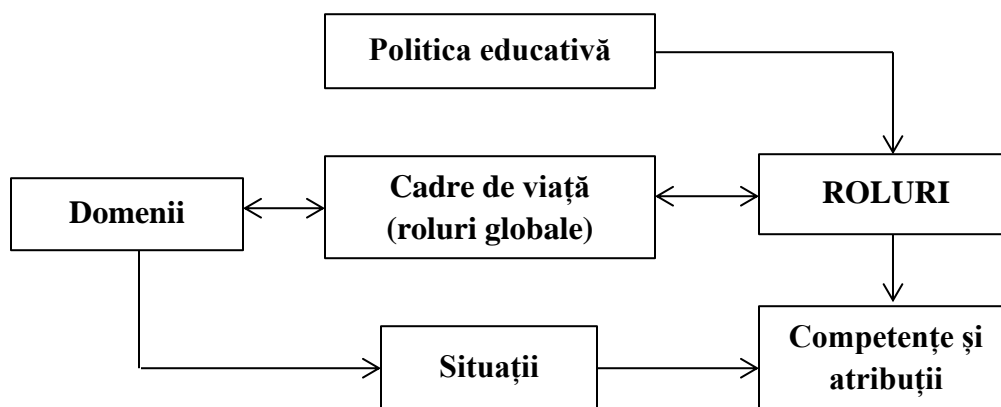 Politica educativă
Domenii
Cadre de viață
(roluri globale)
ROLURI
Situații
Competențe și
atribuții